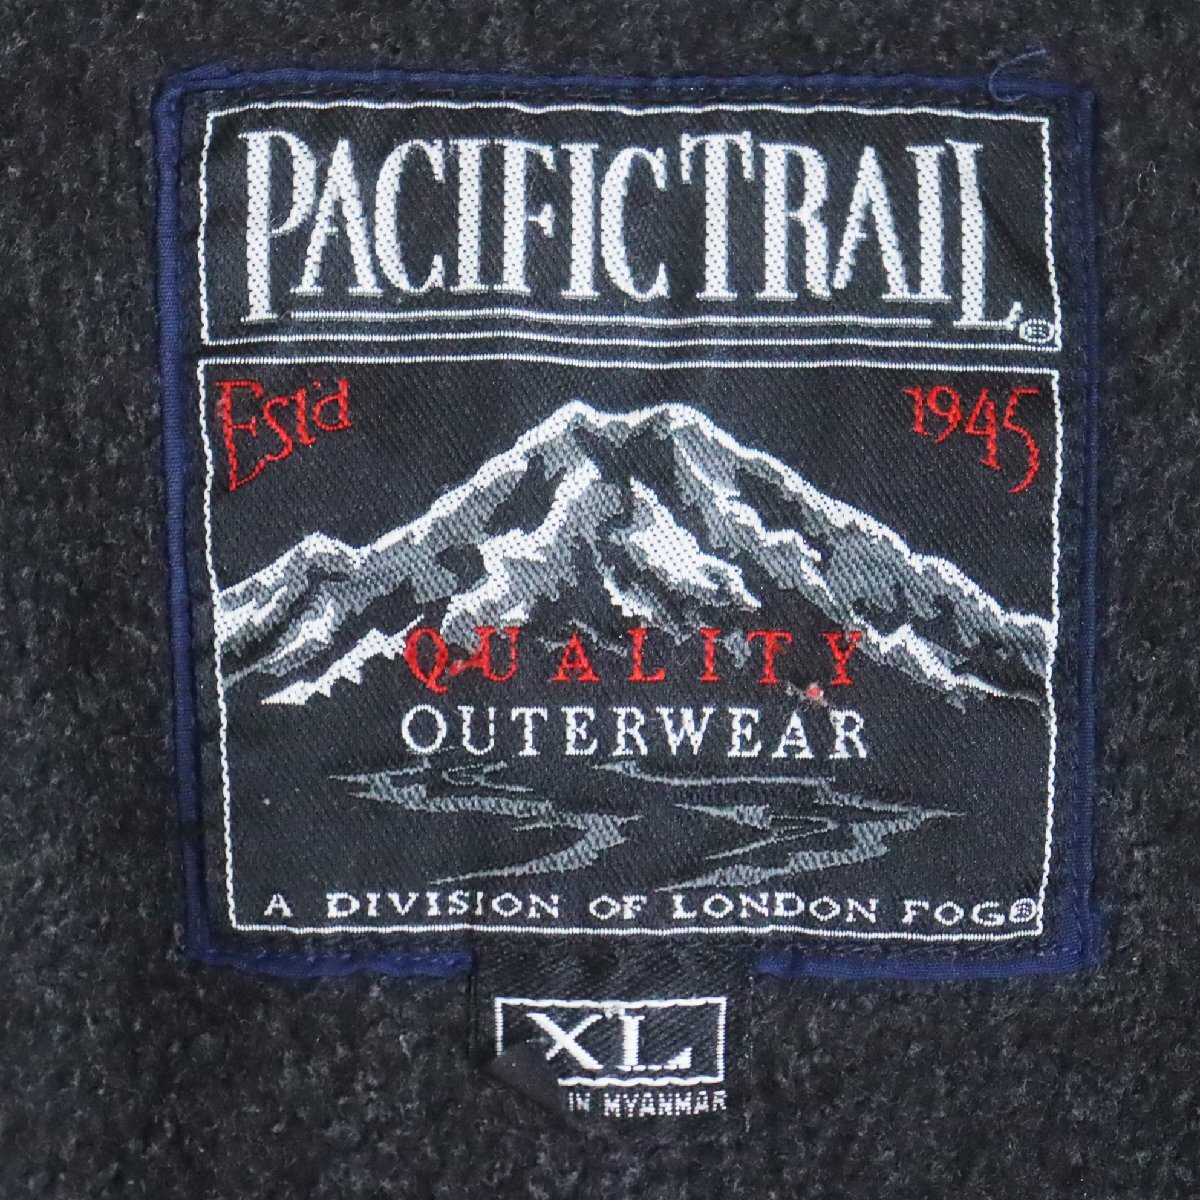 PACIFIC TRAIL®
Est'd 1945
QUALITY
OUTERWEAR
A DIVISION OF LONDON FOG®
XL
IN MYANMAR